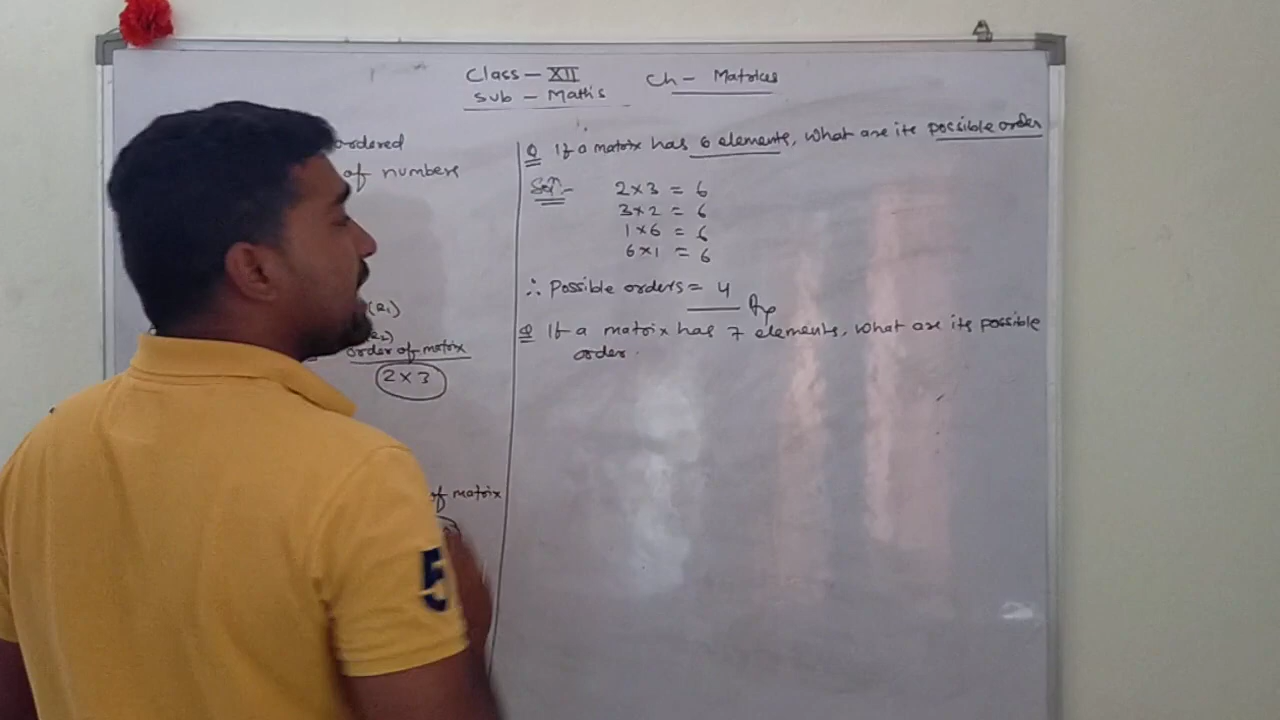 Class - XII
Sub - Maths
Ch - Matrices
ordered
of numbers
(R1)
order of matrix
2 × 3
of matrix
Q If a matrix has 6 elements, What are its possible order
Sol:-
2 × 3 = 6
3 × 2 = 6
1 × 6 = 6
6 × 1 = 6
∴ Possible orders = 4
Q If a matrix has 7 elements, What are its possible
order.
5